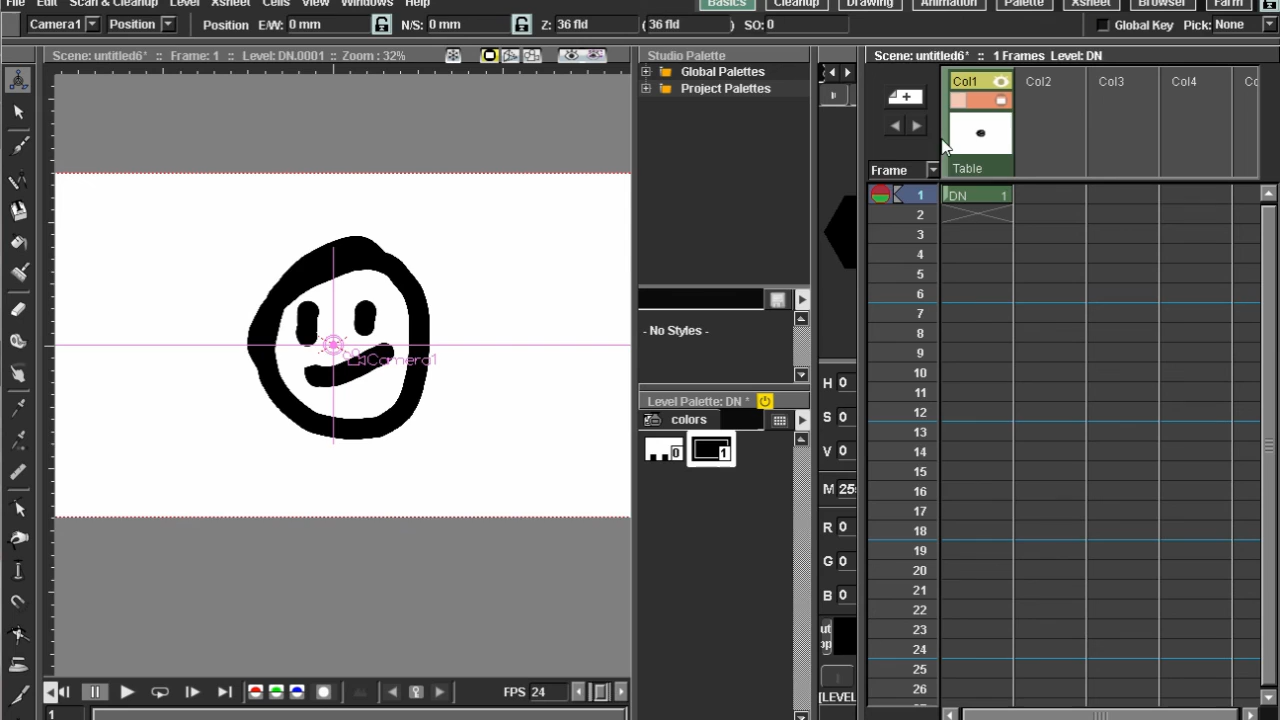 File Edit Scan & Cleanup Level Xsheet Cells View Windows Help Basics Cleanup Drawing Animation Palette Xsheet Browser Farm
Camera1 Position Position E/W: 0 mm N/S: 0 mm Z: 36 fld (36 fld ) SO: 0 Global Key Pick: None
Scene: untitled6* :: Frame: 1 :: Level: DN.0001 :: Zoom : 32%
Studio Palette
Global Palettes
Project Palettes
- No Styles -
Level Palette: DN *
colors
0 1
H 0
S 0
V 0
M 25
R 0
G 0
B 0
[LEVEL
Scene: untitled6* :: 1 Frames Level: DN
Col1 Col2 Col3 Col4 Co
Table
Frame
1 DN 1
2
3
4
5
6
7
8
9
10
11
12
13
14
15
16
17
18
19
20
21
22
23
24
25
26
Camera1
FPS 24
1